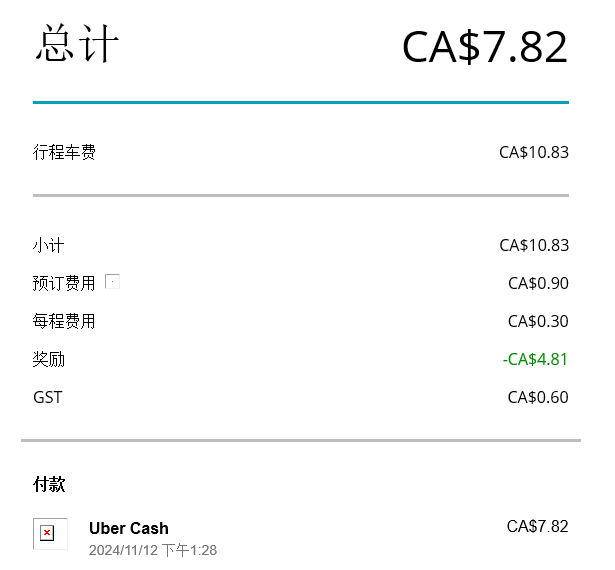 总计 CA$7.82
行程车费 CA$10.83
小计 CA$10.83
预订费用 CA$0.90
每程费用 CA$0.30
奖励 -CA$4.81
GST CA$0.60
付款
Uber Cash CA$7.82
2024/11/12 下午1:28